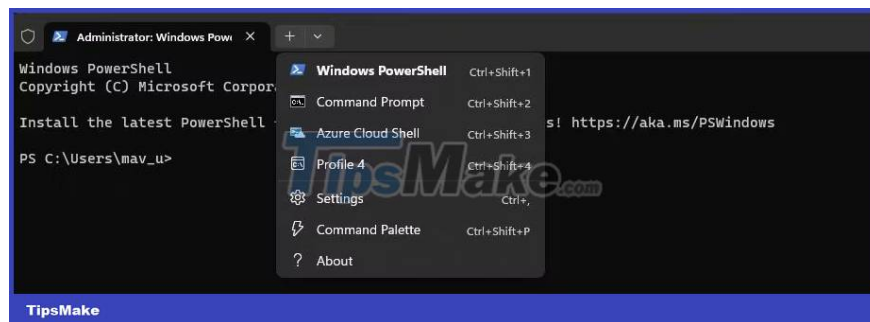 Administrator: Windows Pow
Windows PowerShell
Copyright (C) Microsoft Corpor
Install the latest PowerShell
s! https://aka.ms/PSWindows
PS C:\Users\mav_u>
Windows PowerShell Ctrl+Shift+1
Command Prompt Ctrl+Shift+2
Azure Cloud Shell Ctrl+Shift+3
Profile 4 Ctrl+Shift+4
Settings Ctrl+,
Command Palette Ctrl+Shift+P
? About
TipsMake.com
TipsMake